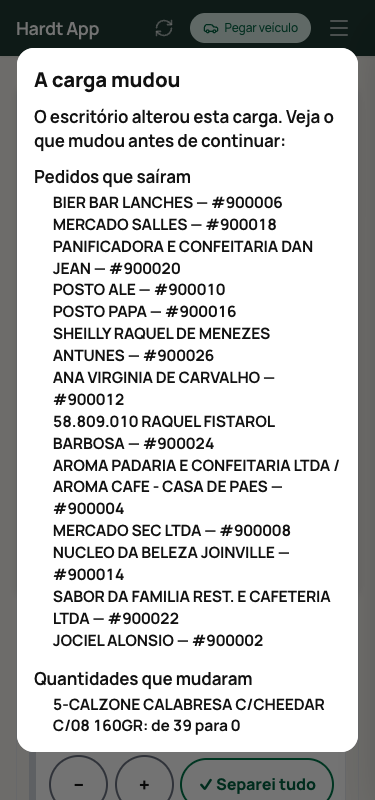 Hardt App
Pegar veículo
A carga mudou
O escritório alterou esta carga. Veja o
que mudou antes de continuar:
Pedidos que saíram
BIER BAR LANCHES — #900006
MERCADO SALLES — #900018
PANIFICADORA E CONFEITARIA DAN
JEAN — #900020
POSTO ALE — #900010
POSTO PAPA — #900016
SHEILLY RAQUEL DE MENEZES
ANTUNES — #900026
ANA VIRGINIA DE CARVALHO —
#900012
58.809.010 RAQUEL FISTAROL
BARBOSA — #900024
AROMA PADARIA E CONFEITARIA LTDA /
AROMA CAFE - CASA DE PAES —
#900004
MERCADO SEC LTDA — #900008
NUCLEO DA BELEZA JOINVILLE —
#900014
SABOR DA FAMILIA REST. E CAFETERIA
LTDA — #900022
JOCIEL ALONSIO — #900002
Quantidades que mudaram
5-CALZONE CALABRESA C/CHEEDAR
C/08 160GR: de 39 para 0
– + ✓ Separei tudo